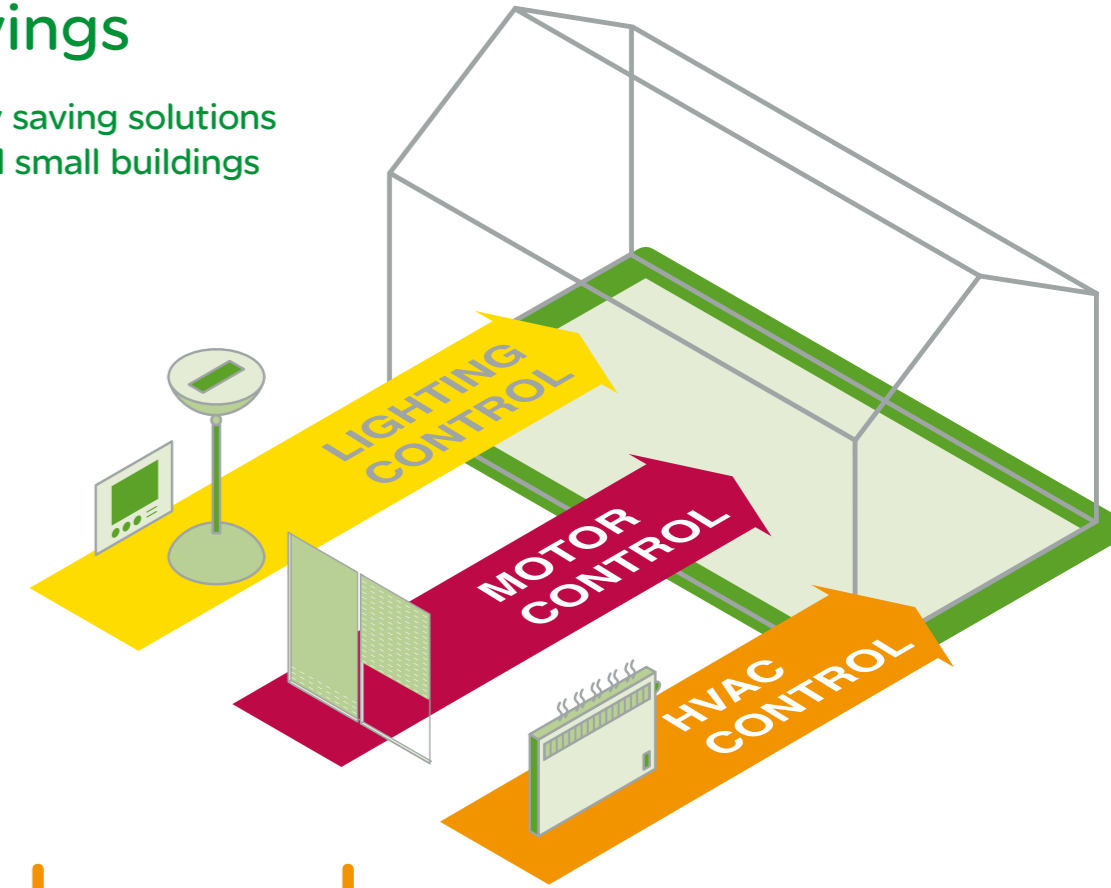 vings
saving solutions
small buildings
LIGHTING
CONTROL
MOTOR
CONTROL
HVAC
CONTROL